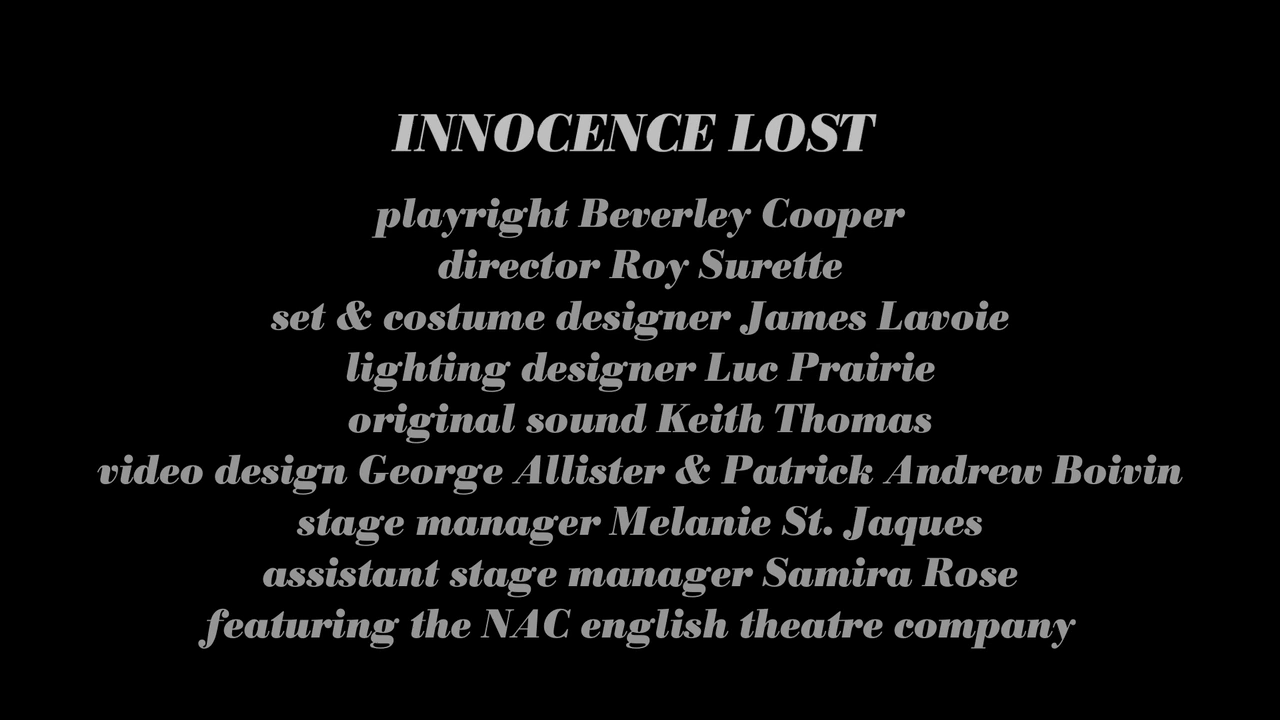 INNOCENCE LOST
playright Beverley Cooper
director Roy Surette
set & costume designer James Lavoie
lighting designer Luc Prairie
original sound Keith Thomas
video design George Allister & Patrick Andrew Boivin
stage manager Melanie St. Jaques
assistant stage manager Samira Rose
featuring the NAC english theatre company